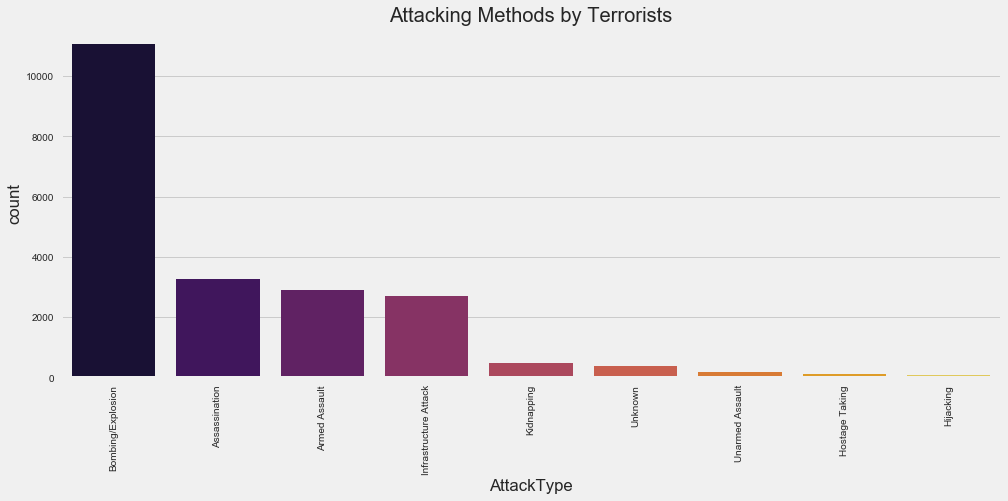 Attacking Methods by Terrorists
count
10000
8000
6000
4000
2000
0
Bombing/Explosion
Assassination
Armed Assault
Infrastructure Attack
Kidnapping
Unknown
Unarmed Assault
Hostage Taking
Hijacking
AttackType